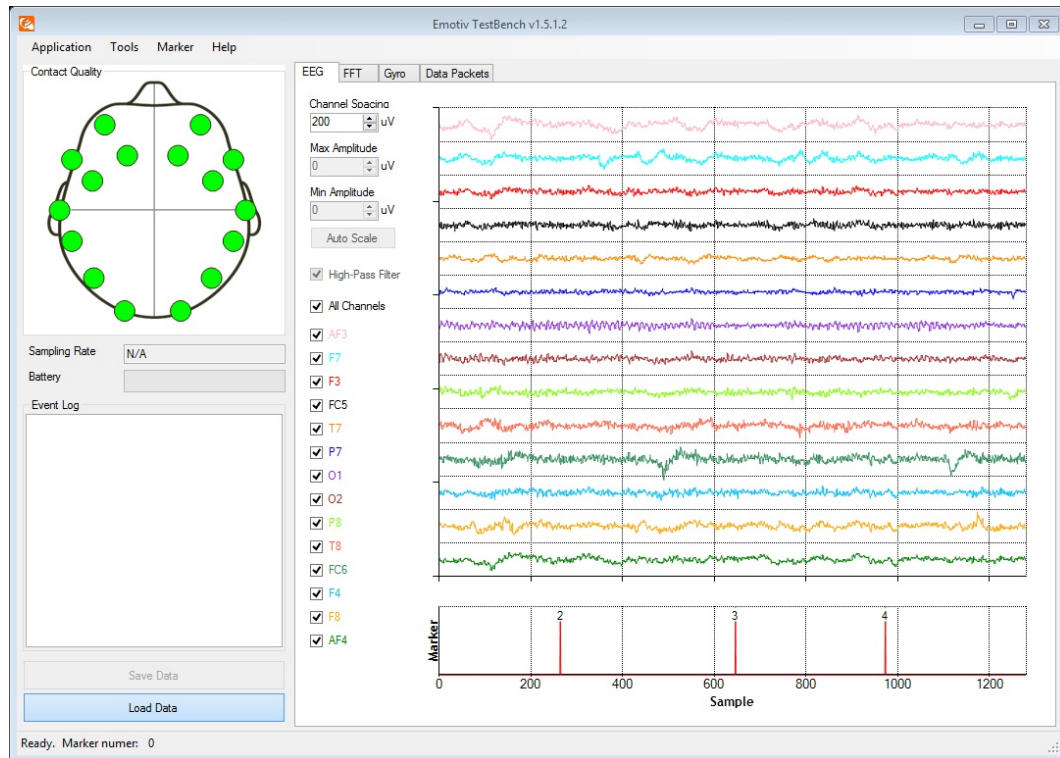 Emotiv TestBench v1.5.1.2
Application Tools Marker Help
Contact Quality
Sampling Rate N/A
Battery
Event Log
Save Data
Load Data
EEG FFT Gyro Data Packets
Channel Spacing
200 uV
Max Amplitude
0 uV
Min Amplitude
0 uV
Auto Scale
High-Pass Filter
All Channels
AF3
F7
F3
FC5
T7
P7
O1
O2
P8
T8
FC6
F4
F8
AF4
2 3 4
Marker
0 200 400 600 800 1000 1200
Sample
Ready. Marker numer: 0